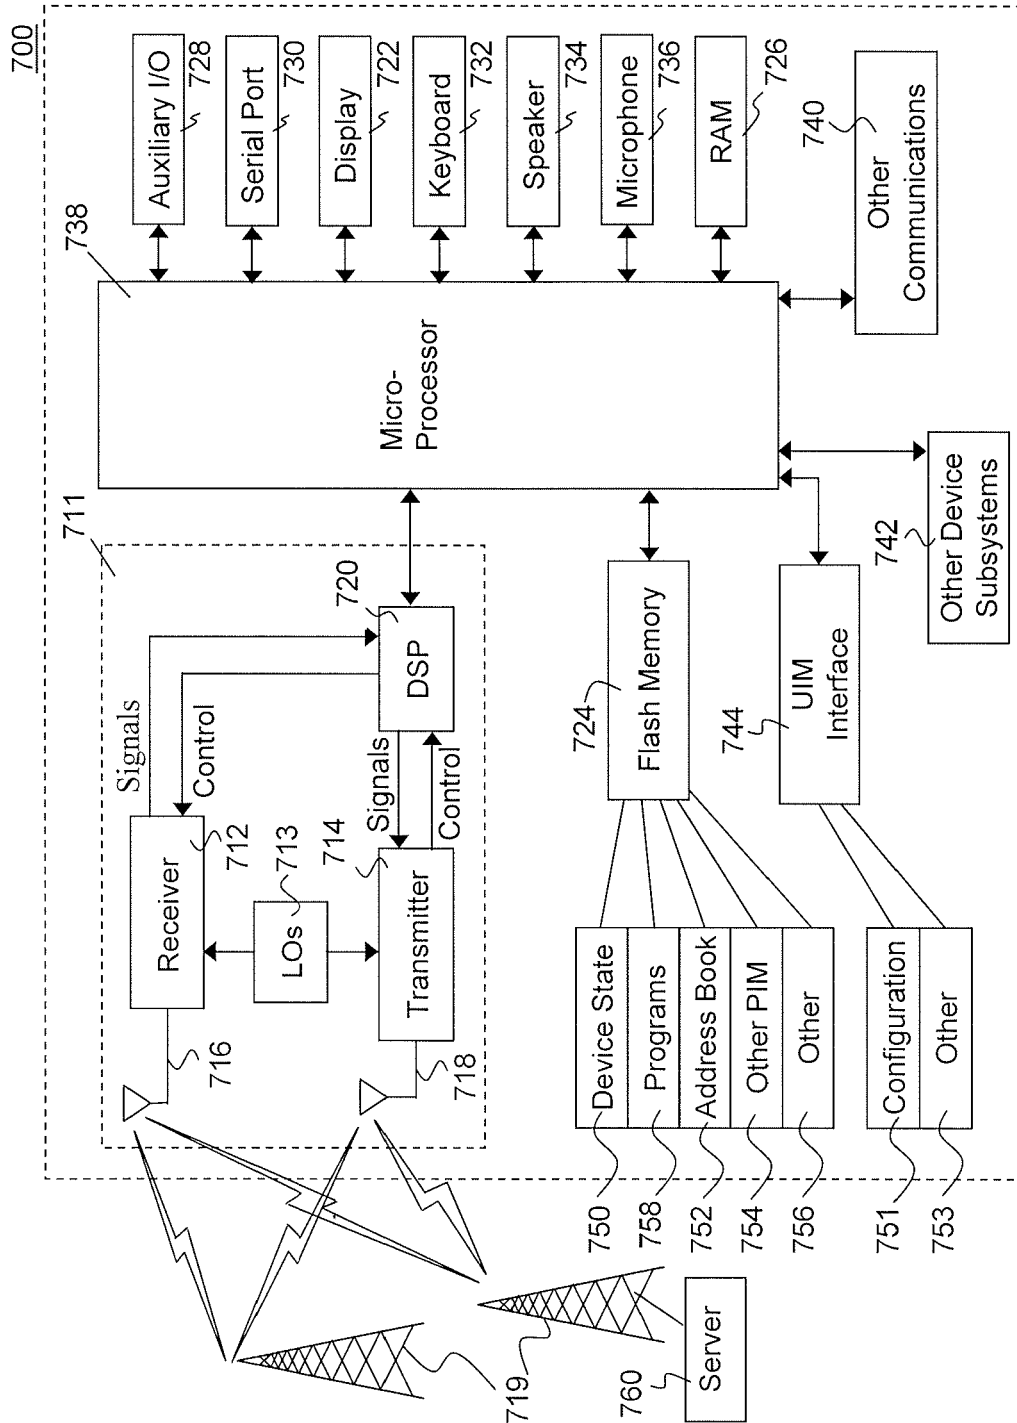 700
711
738
Signals
Control
Receiver
712
716
LOs
713
Transmitter
714
718
Signals
Control
DSP
720
Micro-
Processor
Auxiliary I/O
728
Serial Port
730
Display
722
Keyboard
732
Speaker
734
Microphone
736
RAM
726
Other
Communications
740
Other Device
Subsystems
742
Flash Memory
724
UIM
Interface
744
Device State
Programs
Address Book
Other PIM
Other
750
758
752
754
756
Configuration
Other
751
753
719
Server
760